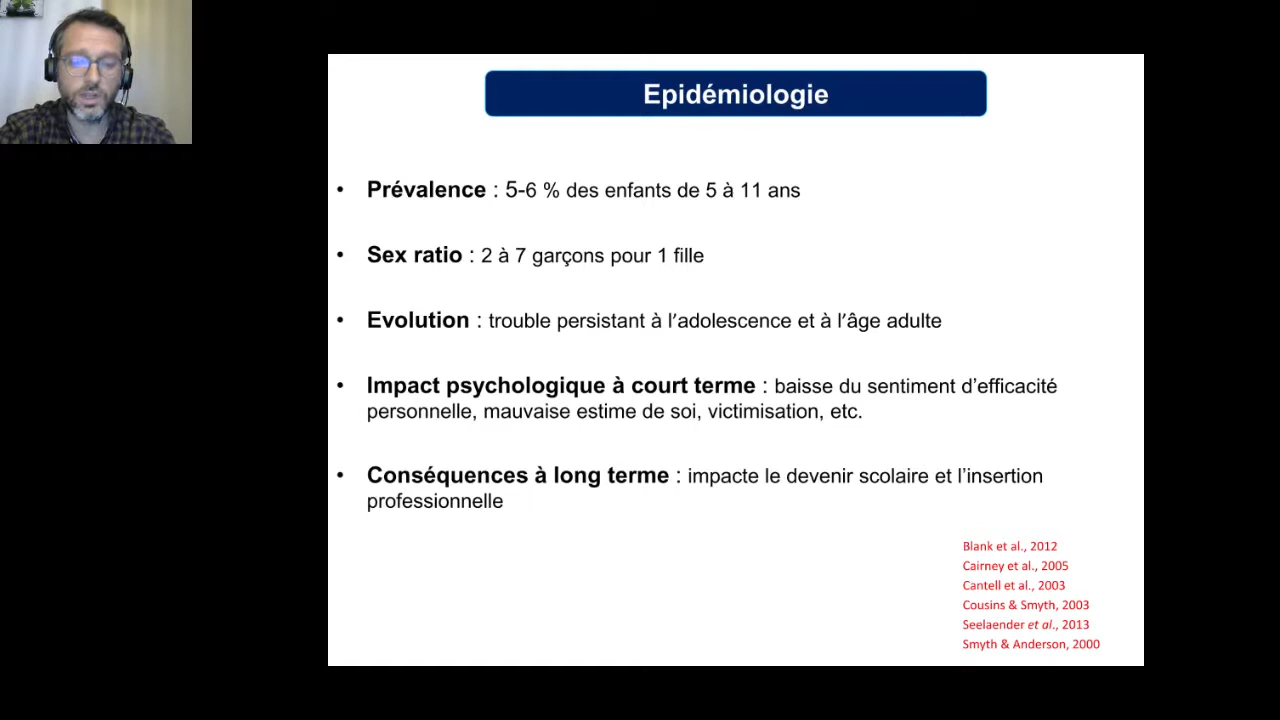 Epidémiologie
• Prévalence : 5-6 % des enfants de 5 à 11 ans
• Sex ratio : 2 à 7 garçons pour 1 fille
• Evolution : trouble persistant à l'adolescence et à l'âge adulte
• Impact psychologique à court terme : baisse du sentiment d’efficacité
personnelle, mauvaise estime de soi, victimisation, etc.
• Conséquences à long terme : impacte le devenir scolaire et l’insertion
professionnelle
Blank et al., 2012
Cairney et al., 2005
Cantell et al., 2003
Cousins & Smyth, 2003
Seelaender et al., 2013
Smyth & Anderson, 2000